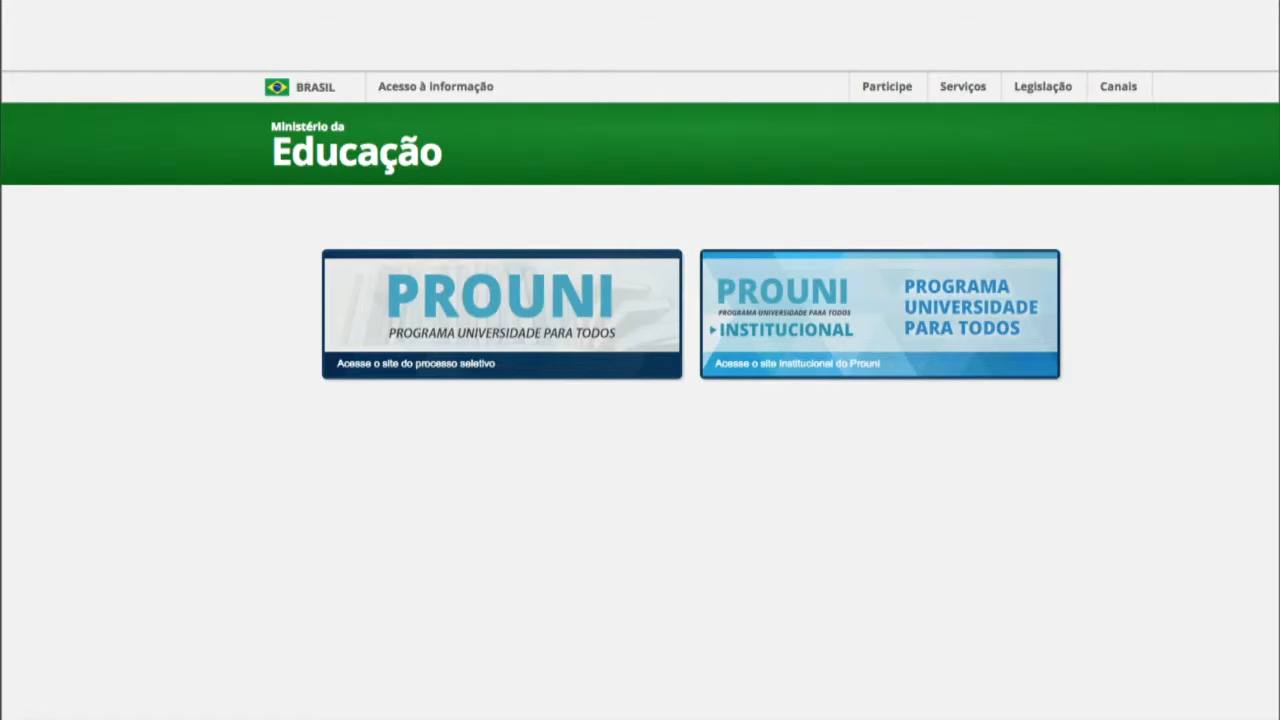 BRASIL
Acesso à informação
Participe
Serviços
Legislação
Canais
Ministério da
Educação
PROUNI
PROGRAMA UNIVERSIDADE PARA TODOS
Acesse o site do processo seletivo
PROUNI
PROGRAMA UNIVERSIDADE PARA TODOS
INSTITUCIONAL
PROGRAMA
UNIVERSIDADE
PARA TODOS
Acesse o site institucional do Prouni